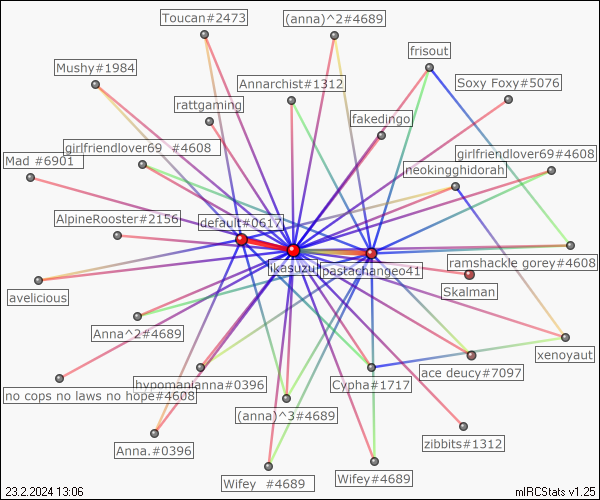 Toucan#2473
(anna)^2#4689
frisout
Mushy#1984
Annarchist#1312
Soxy Foxy#5076
rattgaming
fakedingo
girlfriendlover69 #4608
girlfriendlover69#4608
Mad #6901
neokingghidorah
AlpineRooster#2156
default#0617
ikasuzu
pastachangeo41
ramshackle gorey#4608
Skalman
avelicious
Anna^2#4689
xenoyaut
ace deucy#7097
hypomanianna#0396
Cypha#1717
no cops no laws no hope#4608
(anna)^3#4689
Anna.#0396
zibbits#1312
Wifey #4689
Wifey#4689
23.2.2024 13:06
mIRCStats v1.25